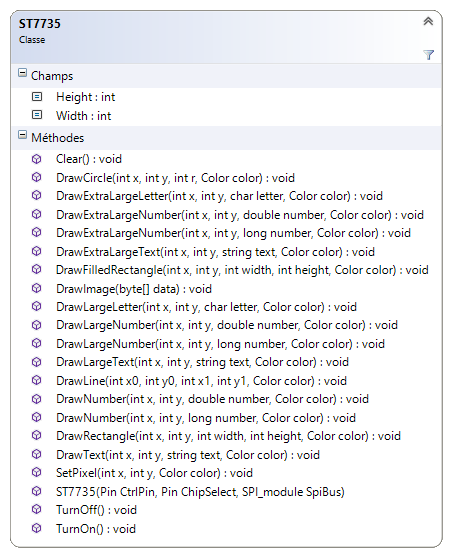 ST7735
Classe
Champs
Height : int
Width : int
Méthodes
Clear() : void
DrawCircle(int x, int y, int r, Color color) : void
DrawExtraLargeLetter(int x, int y, char letter, Color color) : void
DrawExtraLargeNumber(int x, int y, double number, Color color) : void
DrawExtraLargeNumber(int x, int y, long number, Color color) : void
DrawExtraLargeText(int x, int y, string text, Color color) : void
DrawFilledRectangle(int x, int y, int width, int height, Color color) : void
DrawImage(byte[] data) : void
DrawLargeLetter(int x, int y, char letter, Color color) : void
DrawLargeNumber(int x, int y, double number, Color color) : void
DrawLargeNumber(int x, int y, long number, Color color) : void
DrawLargeText(int x, int y, string text, Color color) : void
DrawLine(int x0, int y0, int x1, int y1, Color color) : void
DrawNumber(int x, int y, double number, Color color) : void
DrawNumber(int x, int y, long number, Color color) : void
DrawRectangle(int x, int y, int width, int height, Color color) : void
DrawText(int x, int y, string text, Color color) : void
SetPixel(int x, int y, Color color) : void
ST7735(Pin CtrlPin, Pin ChipSelect, SPI_module SpiBus)
TurnOff() : void
TurnOn() : void